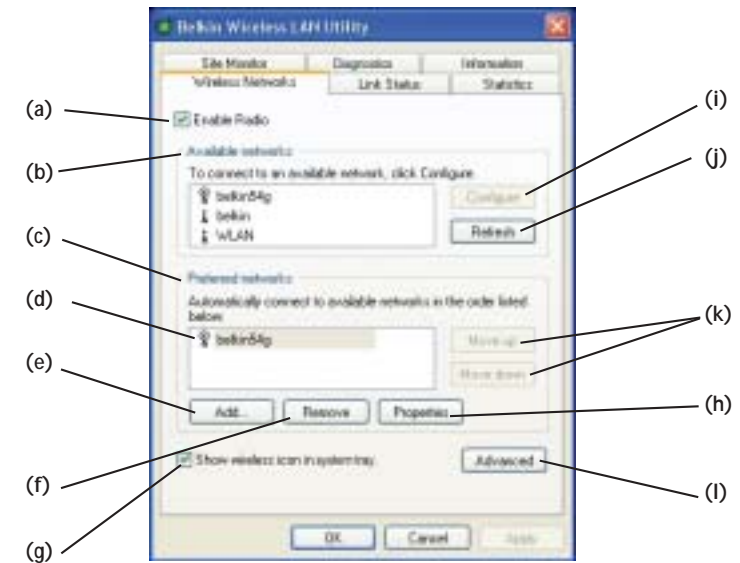 Belkin Wireless LAN Utility
Site Monitor Diagnostics Information
Wireless Networks Link Status Statistics
(a)
Enable Radio
(b)
Available networks
To connect to an available network, click Configure
belkin54g
belkin
WLAN
Configure
(i)
Refresh
(j)
(c)
Preferred networks
Automatically connect to available networks in the order listed
below
(d)
belkin54g
Move up
Move down
(k)
(e)
Add...
Remove
Properties
(h)
(f)
Show wireless icon in system tray.
Advanced
(l)
(g)
OK
Cancel
Apply